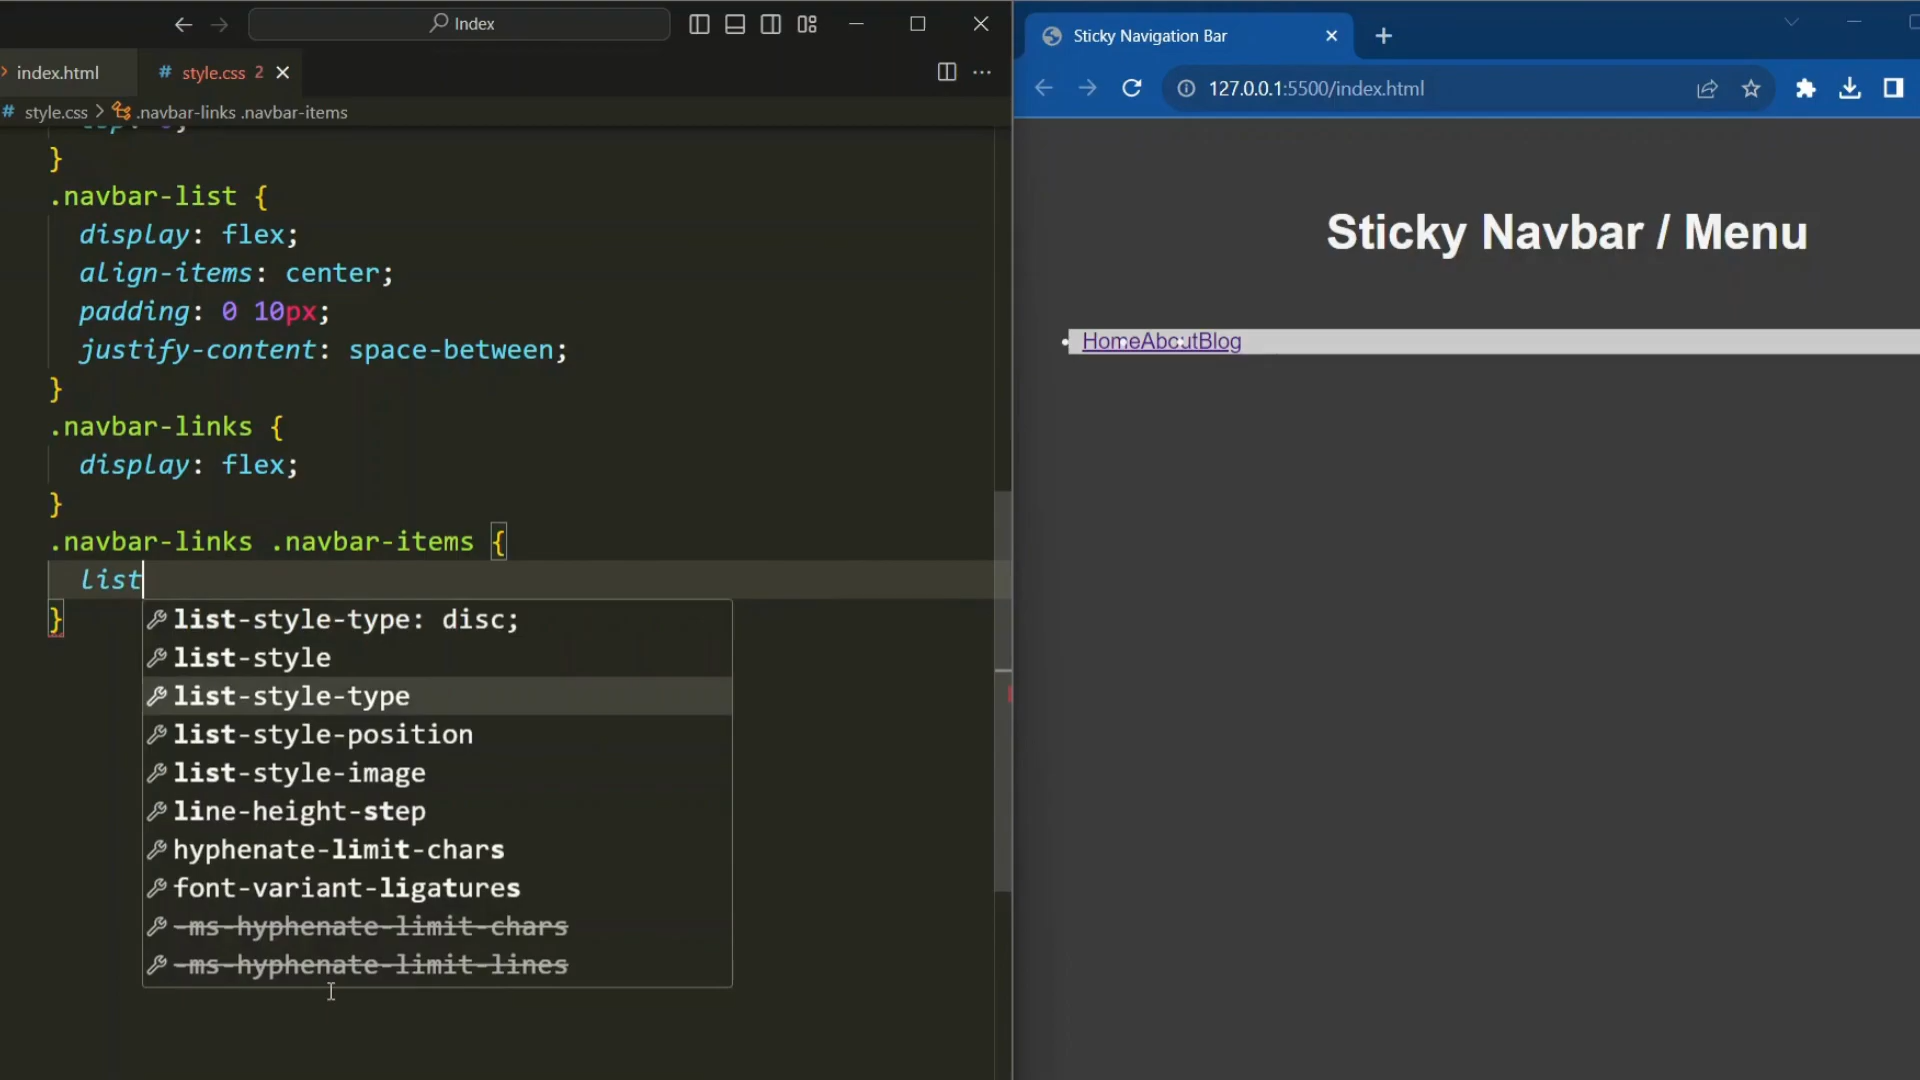 Index
index.html
# style.css 2
# style.css > .navbar-links .navbar-items
}
.navbar-list {
display: flex;
align-items: center;
padding: 0 10px;
justify-content: space-between;
}
.navbar-links {
display: flex;
}
.navbar-links .navbar-items {
list
}
list-style-type: disc;
list-style
list-style-type
list-style-position
list-style-image
line-height-step
hyphenate-limit-chars
font-variant-ligatures
-ms-hyphenate-limit-chars
-ms-hyphenate-limit-lines
Sticky Navigation Bar
127.0.0.1:5500/index.html
Sticky Navbar / Menu
HomeAboutBlog